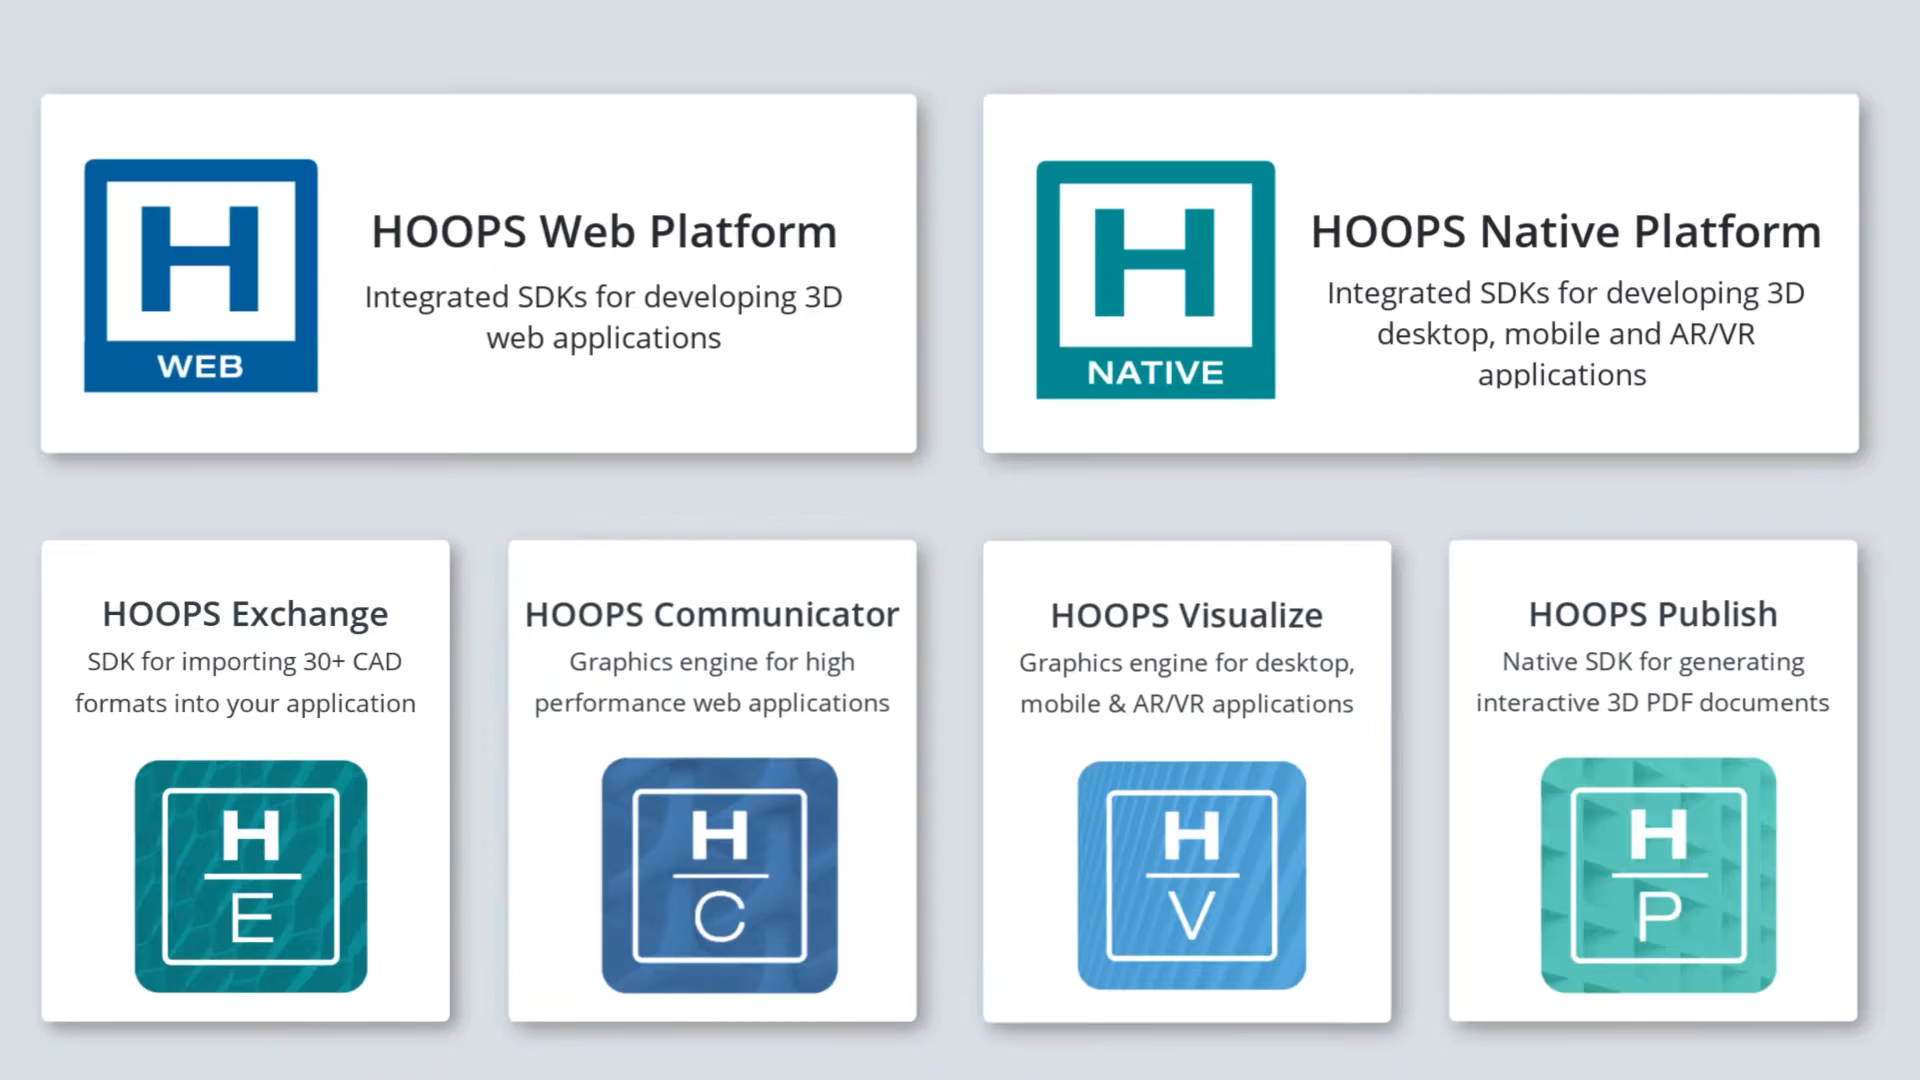 H
WEB
HOOPS Web Platform
Integrated SDKs for developing 3D
web applications
H
NATIVE
HOOPS Native Platform
Integrated SDKs for developing 3D
desktop, mobile and AR/VR
applications
HOOPS Exchange
SDK for importing 30+ CAD
formats into your application
H
E
HOOPS Communicator
Graphics engine for high
performance web applications
H
C
HOOPS Visualize
Graphics engine for desktop,
mobile & AR/VR applications
H
V
HOOPS Publish
Native SDK for generating
interactive 3D PDF documents
H
P